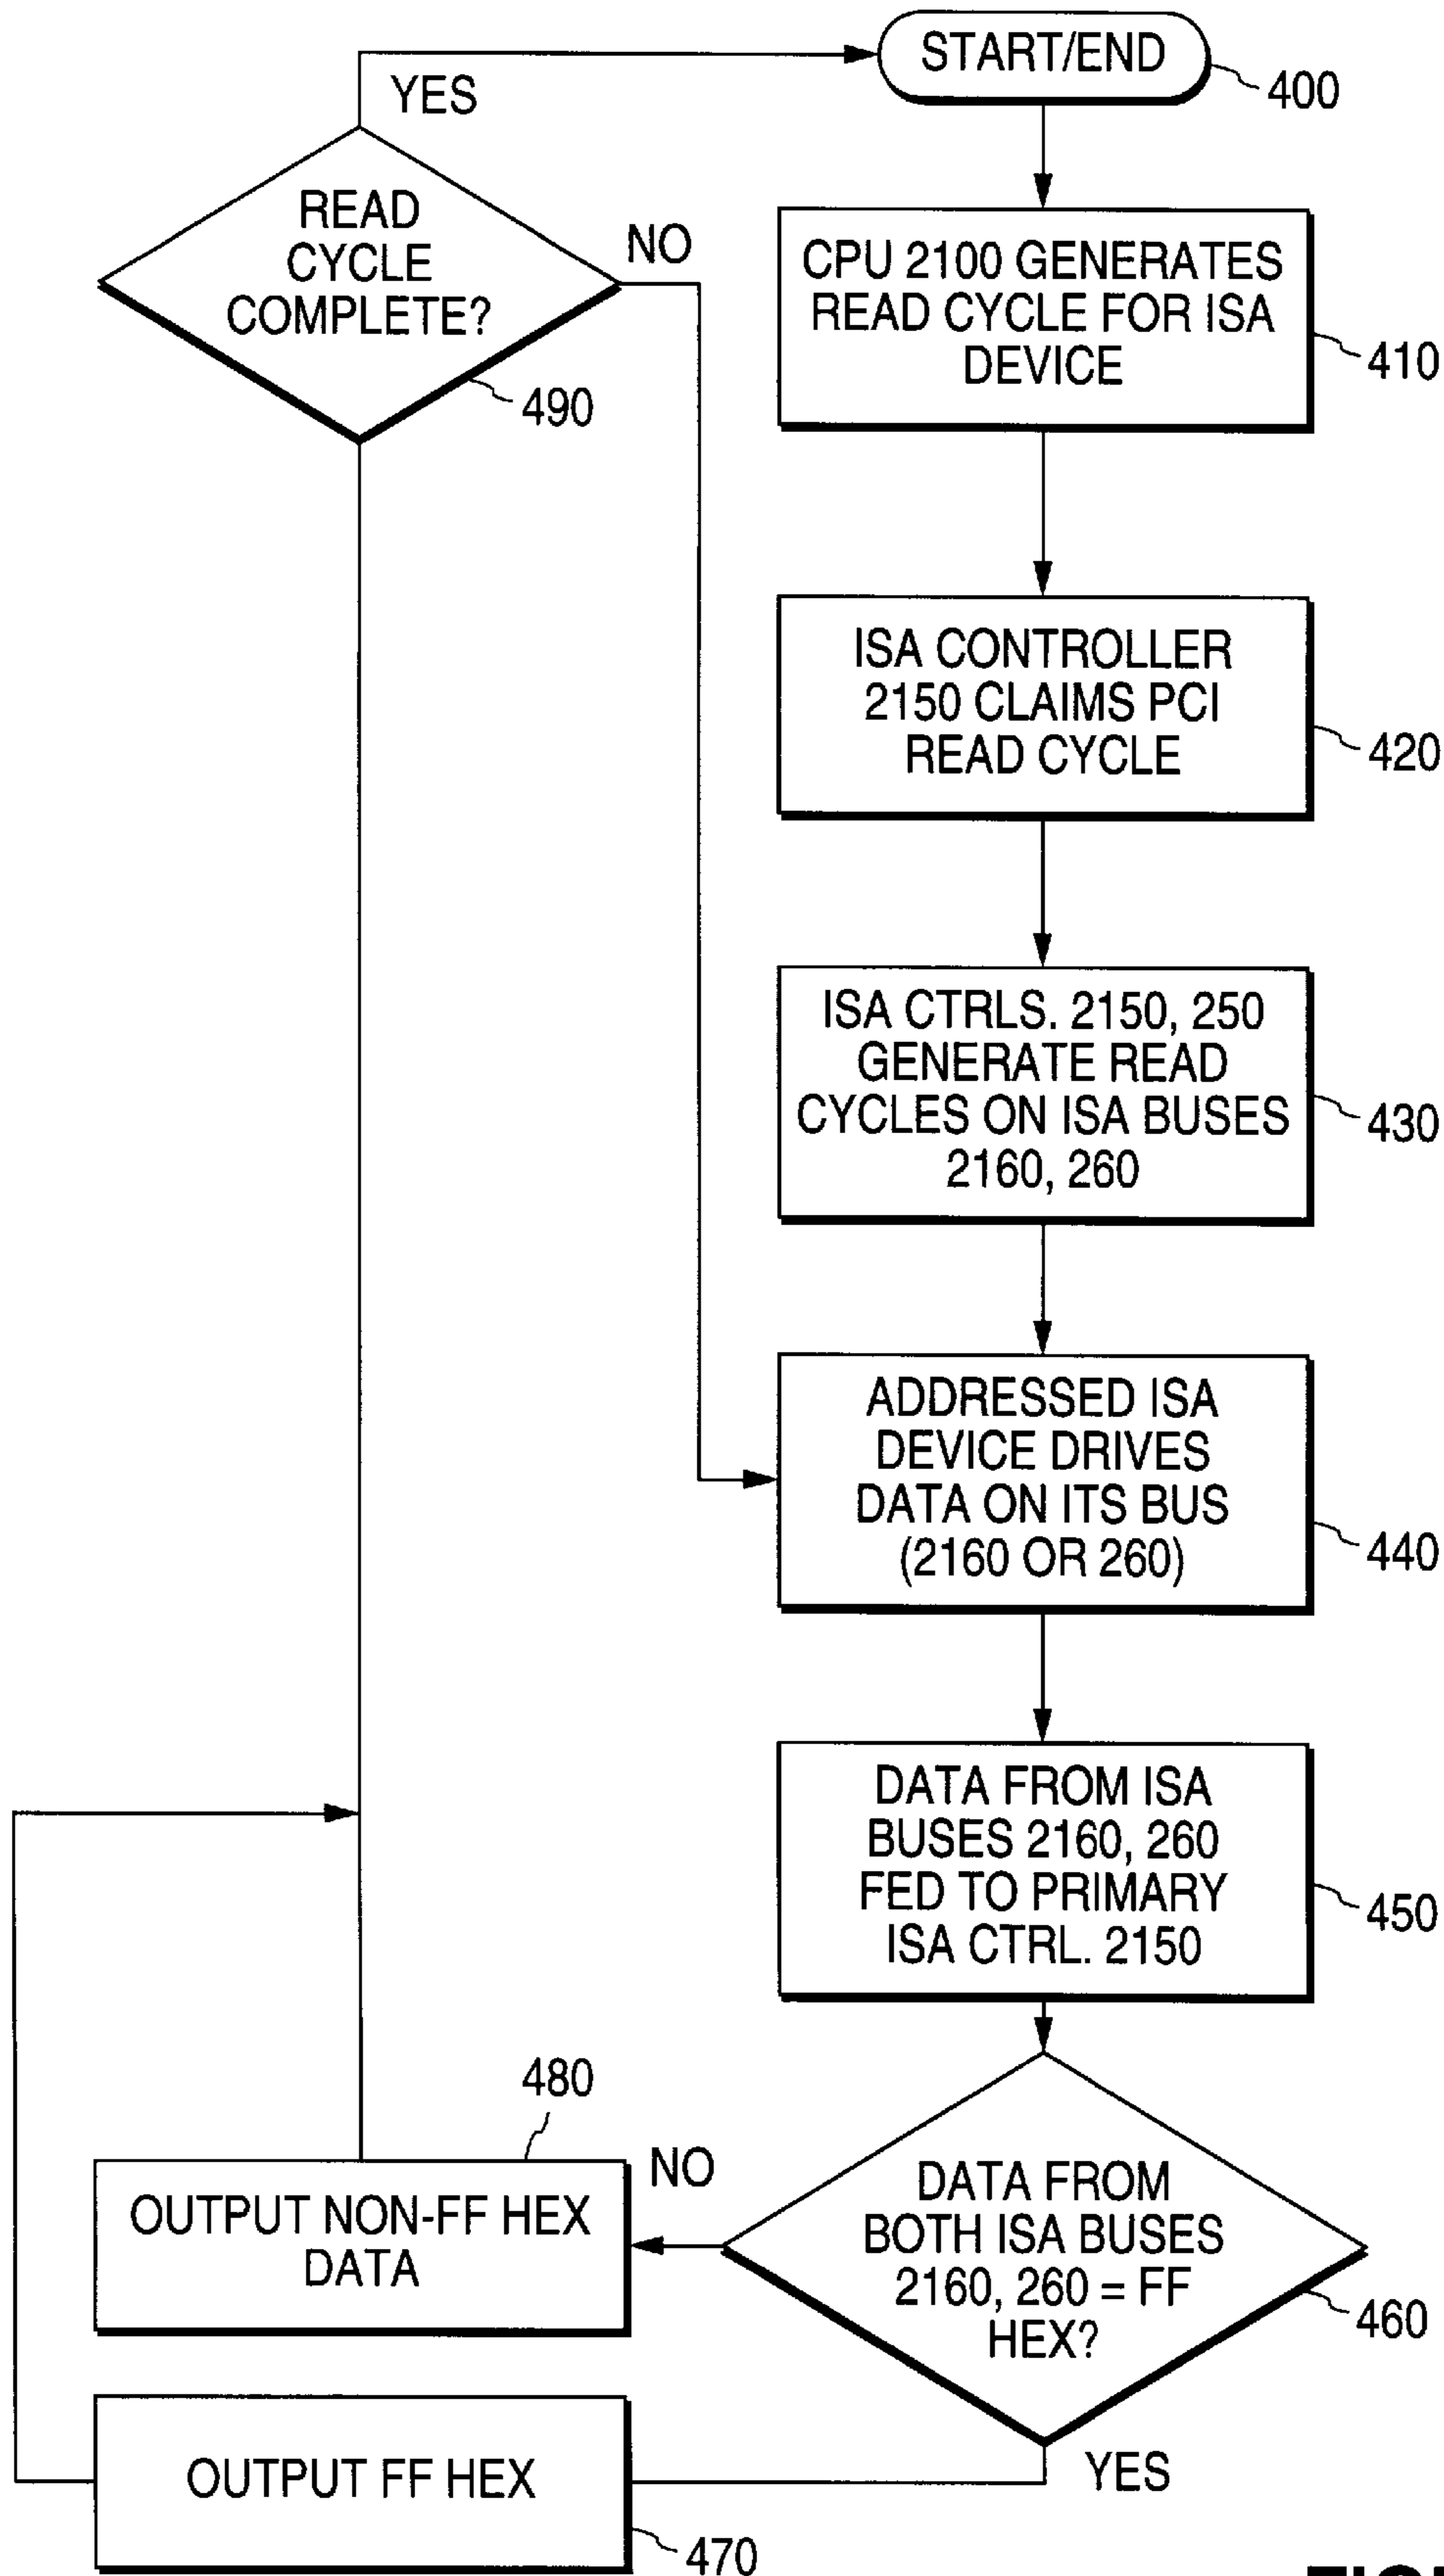 START/END
400
YES
READ
CYCLE
COMPLETE?
NO
490
CPU 2100 GENERATES
READ CYCLE FOR ISA
DEVICE
410
ISA CONTROLLER
2150 CLAIMS PCI
READ CYCLE
420
ISA CTRLS. 2150, 250
GENERATE READ
CYCLES ON ISA BUSES
2160, 260
430
ADDRESSED ISA
DEVICE DRIVES
DATA ON ITS BUS
(2160 OR 260)
440
DATA FROM ISA
BUSES 2160, 260
FED TO PRIMARY
ISA CTRL. 2150
450
DATA FROM
BOTH ISA BUSES
2160, 260 = FF
HEX?
460
NO
480
OUTPUT NON-FF HEX
DATA
YES
OUTPUT FF HEX
470